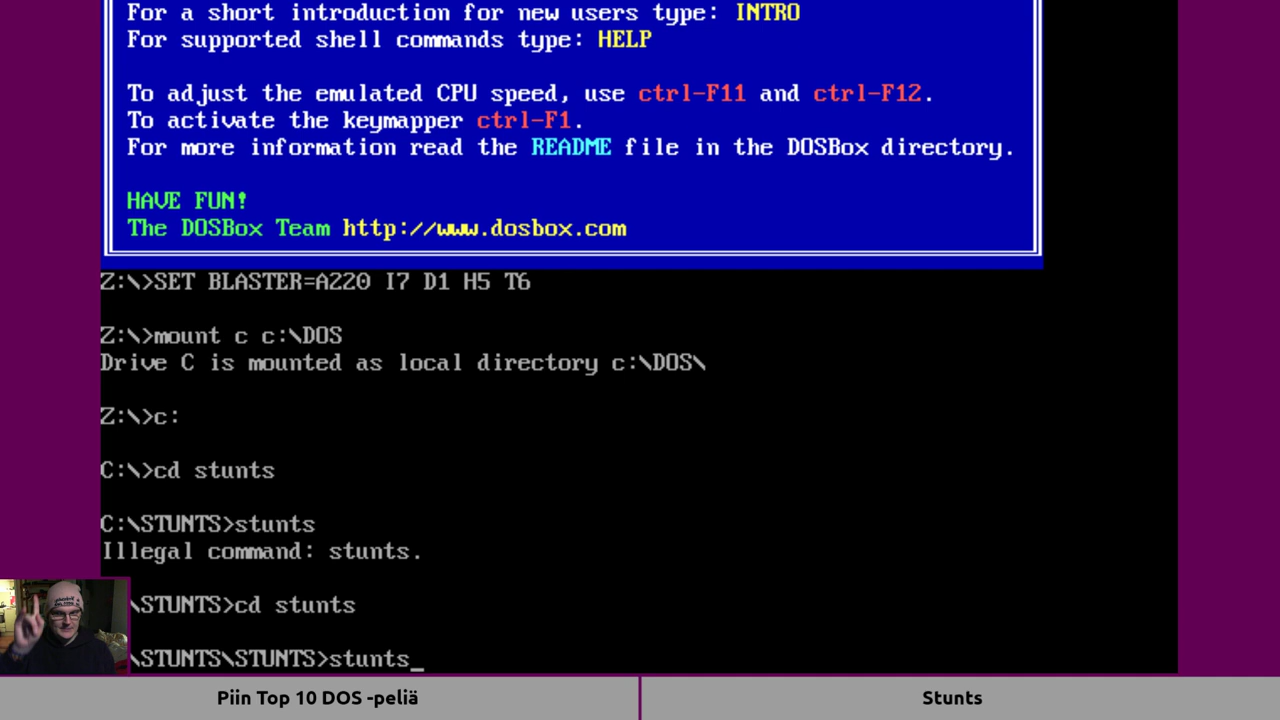 For a short introduction for new users type: INTRO
For supported shell commands type: HELP
To adjust the emulated CPU speed, use ctrl-F11 and ctrl-F12.
To activate the keymapper ctrl-F1.
For more information read the README file in the DOSBox directory.
HAVE FUN!
The DOSBox Team http://www.dosbox.com
Z:\>SET BLASTER=A220 I7 D1 H5 T6
Z:\>mount c c:\DOS
Drive C is mounted as local directory c:\DOS\
Z:\>c:
C:\>cd stunts
C:\STUNTS>stunts
Illegal command: stunts.
\STUNTS>cd stunts
\STUNTS\STUNTS>stunts_
Piin Top 10 DOS -peliä
Stunts